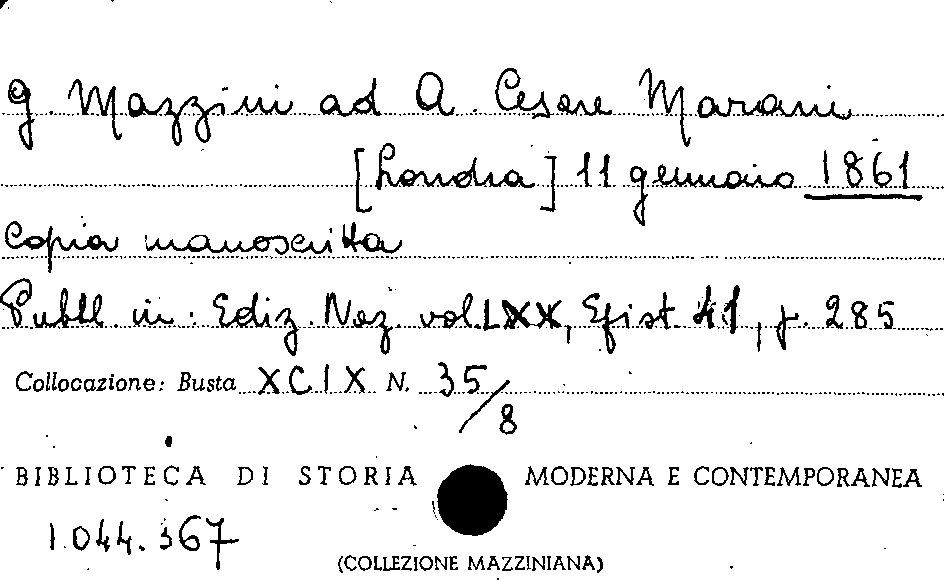 G. Mazzini ad A. Cesare Marani
[Londra] 11 gennaio 1861
Copia manoscritta
Pubbl. in: Ediz. Naz. vol. LXX, Epist. 41, p. 285
Collocazione: Busta XCIX N. 35/8
BIBLIOTECA DI STORIA MODERNA E CONTEMPORANEA
1.044.367
(COLLEZIONE MAZZINIANA)